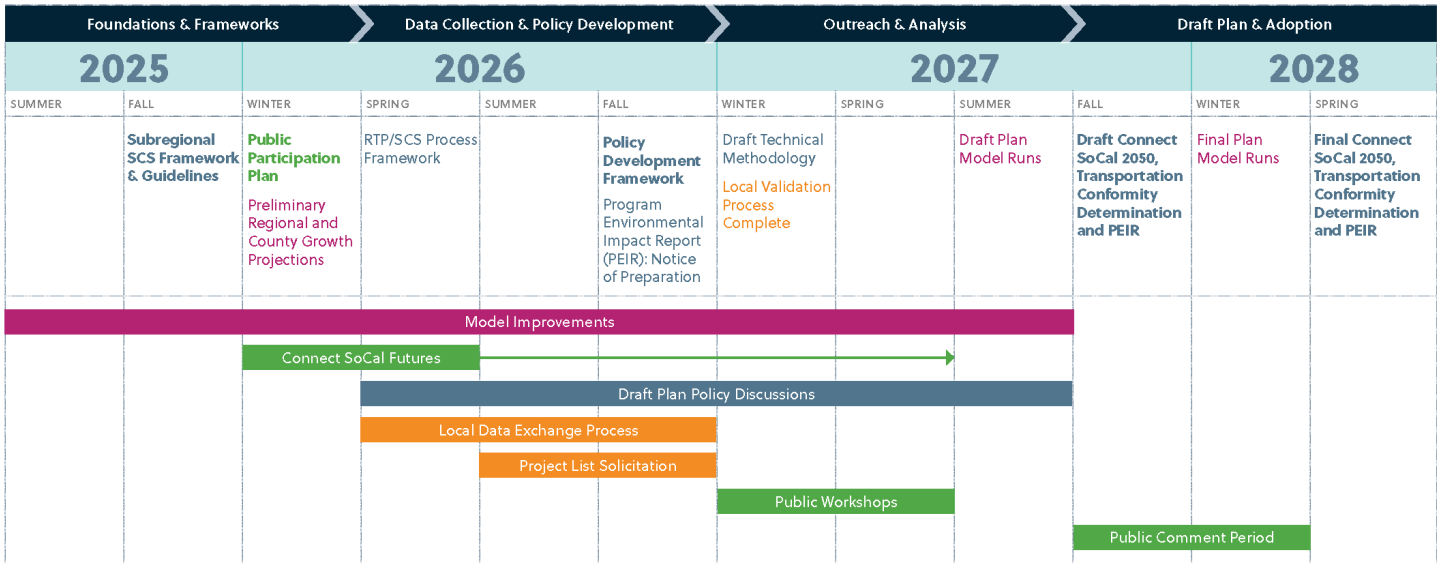 Foundations & Frameworks
Data Collection & Policy Development
Outreach & Analysis
Draft Plan & Adoption
2025
2026
2027
2028
SUMMER
FALL
WINTER
SPRING
SUMMER
FALL
WINTER
SPRING
SUMMER
FALL
WINTER
SPRING
Subregional
SCS Framework
& Guidelines
Public
Participation
Plan
Preliminary
Regional and
County Growth
Projections
RTP/SCS Process
Framework
Policy
Development
Framework
Program
Environmental
Impact Report
(PEIR): Notice
of Preparation
Draft Technical
Methodology
Local Validation
Process
Complete
Draft Plan
Model Runs
Draft Connect
SoCal 2050,
Transportation
Conformity
Determination
and PEIR
Final Plan
Model Runs
Final Connect
SoCal 2050,
Transportation
Conformity
Determination
and PEIR
Model Improvements
Connect SoCal Futures
Draft Plan Policy Discussions
Local Data Exchange Process
Project List Solicitation
Public Workshops
Public Comment Period